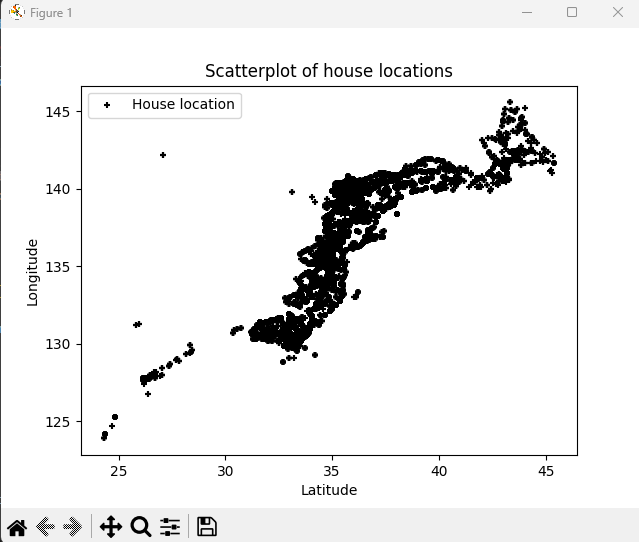 Figure 1
Scatterplot of house locations
House location
145
140
135
130
125
Longitude
25 30 35 40 45
Latitude